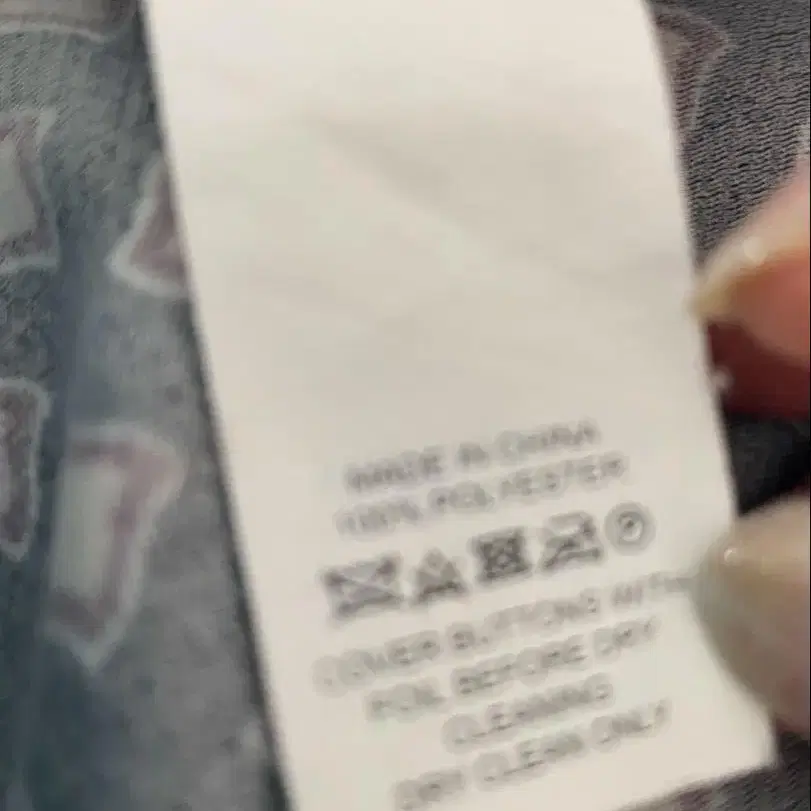 MADE IN CHINA
100% POLYESTER
P
COVER BUTTONS WITH
FOIL BEFORE DRY
CLEANING
DRY CLEAN ONLY